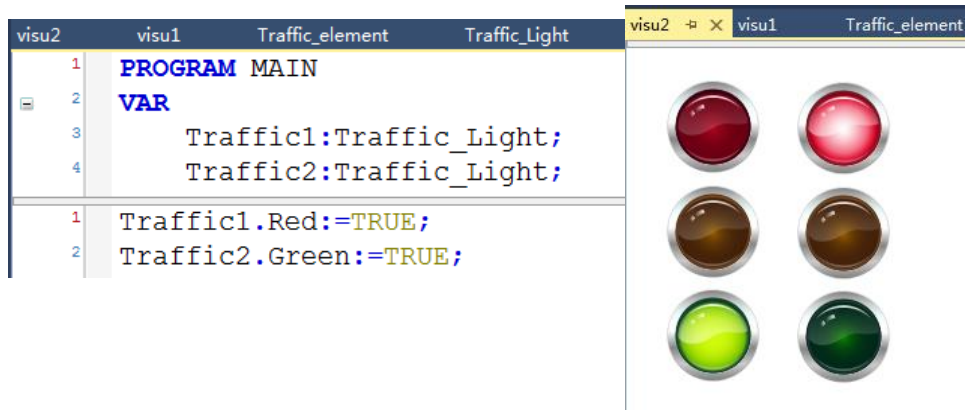 visu2 visu1 Traffic_element Traffic_Light
1 PROGRAM MAIN
2 VAR
3 Traffic1:Traffic_Light;
4 Traffic2:Traffic_Light;
1 Traffic1.Red:=TRUE;
2 Traffic2.Green:=TRUE;
visu2 visu1 Traffic_element